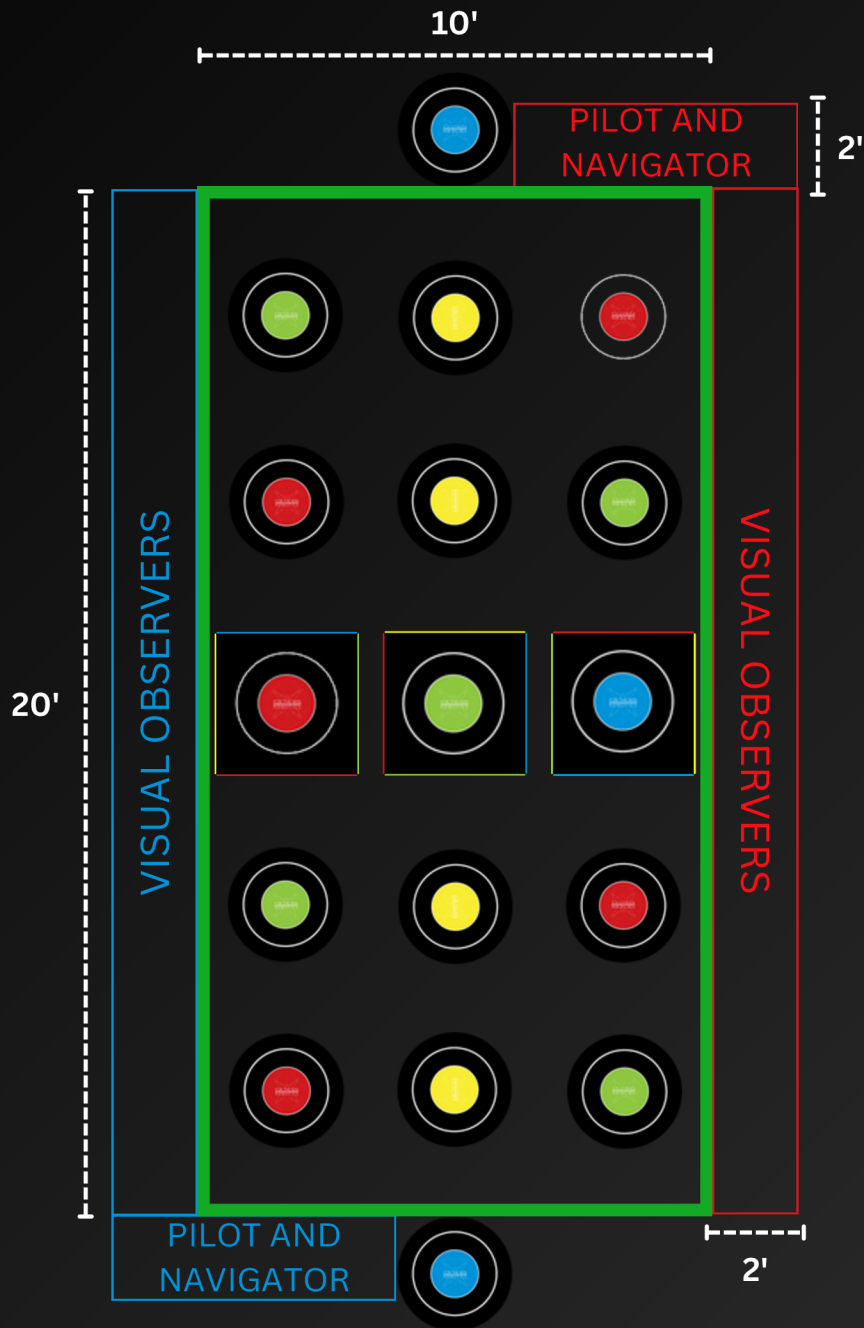 10'
PILOT AND
NAVIGATOR
2'
VISUAL OBSERVERS
VISUAL OBSERVERS
20'
PILOT AND
NAVIGATOR
2'